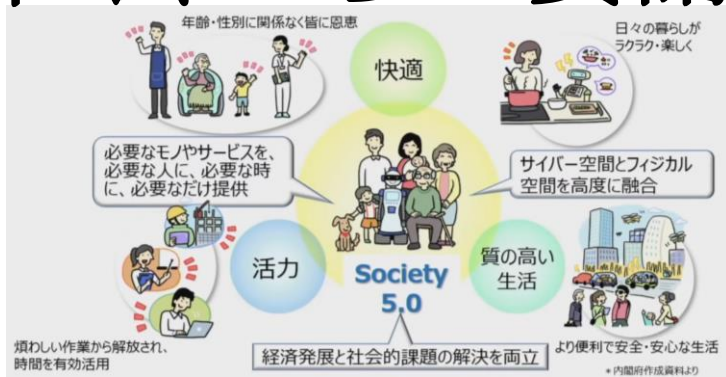 年齢・性別に関係なく皆に恩恵
快適
日々の暮らしが
ラクラク・楽しく
必要なモノやサービスを、
必要な人に、必要な時
に、必要なだけ提供
サイバー空間とフィジカル
空間を高度に融合
活力
Society
5.0
質の高い
生活
煩わしい作業から解放され、
時間を有効活用
経済発展と社会的課題の解決を両立
より便利で安全・安心な生活
*内閣府作成資料より